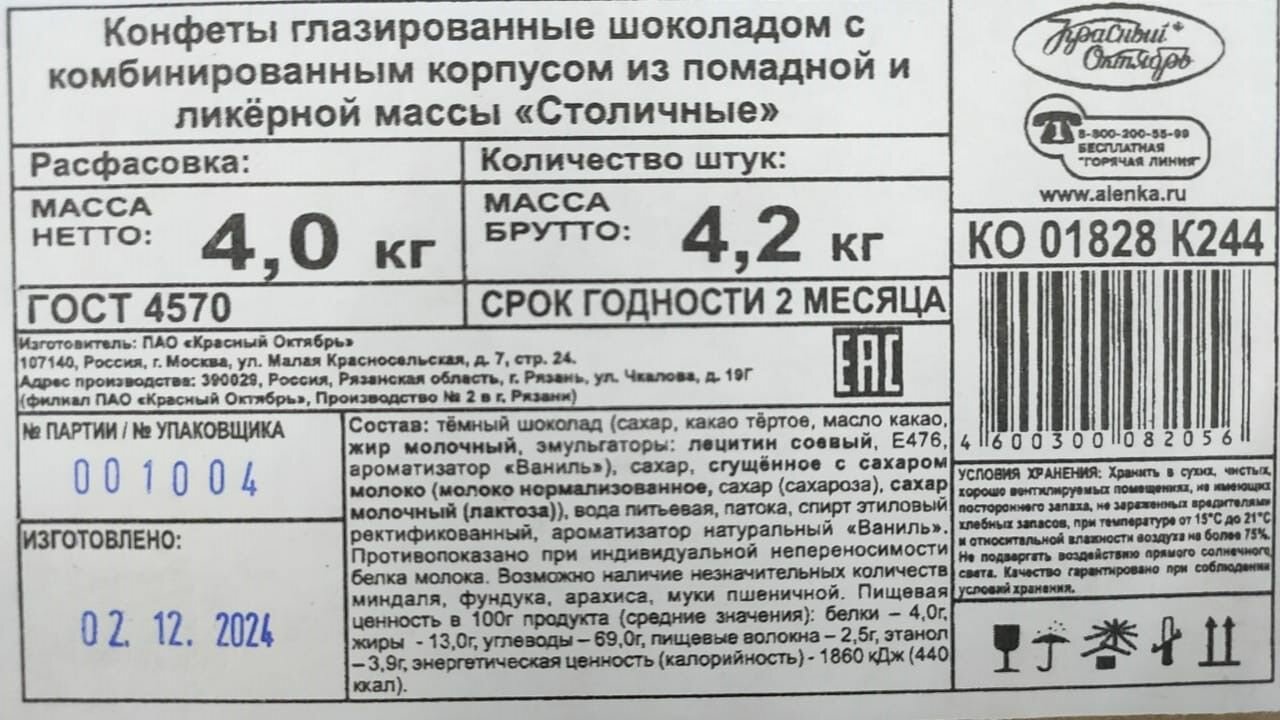 Конфеты глазированные шоколадом с
комбинированным корпусом из помадной и
ликёрной массы «Столичные»
Расфасовка:
Количество штук:
МАССА
НЕТТО:
4,0 кг
МАССА
БРУТТО:
4,2 кг
ГОСТ 4570
СРОК ГОДНОСТИ 2 МЕСЯЦА
Изготовитель: ПАО «Красный Октябрь»
107140, Россия, г. Москва, ул. Малая Красносельская, д. 7, стр. 24.
Адрес производства: 390029, Россия, Рязанская область, г. Рязань, ул. Чкалова, д. 19Г
(филиал ПАО «Красный Октябрь», Производство № 2 в г. Рязани)
EAC
№ ПАРТИИ / № УПАКОВЩИКА
001004
ИЗГОТОВЛЕНО:
02. 12. 2024
Состав: тёмный шоколад (сахар, какао тёртое, масло какао,
жир молочный, эмульгаторы: лецитин соевый, Е476,
ароматизатор «Ваниль»), сахар, сгущённое с сахаром
молоко (молоко нормализованное, сахар (сахароза), сахар
молочный (лактоза)), вода питьевая, патока, спирт этиловый
ректификованный, ароматизатор натуральный «Ваниль».
Противопоказано при индивидуальной непереносимости
белка молока. Возможно наличие незначительных количеств
миндаля, фундука, арахиса, муки пшеничной. Пищевая
ценность в 100г продукта (средние значения): белки – 4,0г,
жиры - 13,0г, углеводы – 69,0г, пищевые волокна – 2,5г, этанол
– 3,9г, энергетическая ценность (калорийность) - 1860 кДж (440
ккал).
Красный
Октябрь
8-800-200-55-99
БЕСПЛАТНАЯ
"ГОРЯЧАЯ ЛИНИЯ"
www.alenka.ru
КО 01828 К244
4 600300 082056
УСЛОВИЯ ХРАНЕНИЯ: Хранить в сухих, чистых,
хорошо вентилируемых помещениях, не имеющих
постороннего запаха, не зараженных вредителями
хлебных запасов, при температуре от 15°С до 21°С
и относительной влажности воздуха не более 75%.
Не подвергать воздействию прямого солнечного
света. Качество гарантировано при соблюдении
условий хранения.